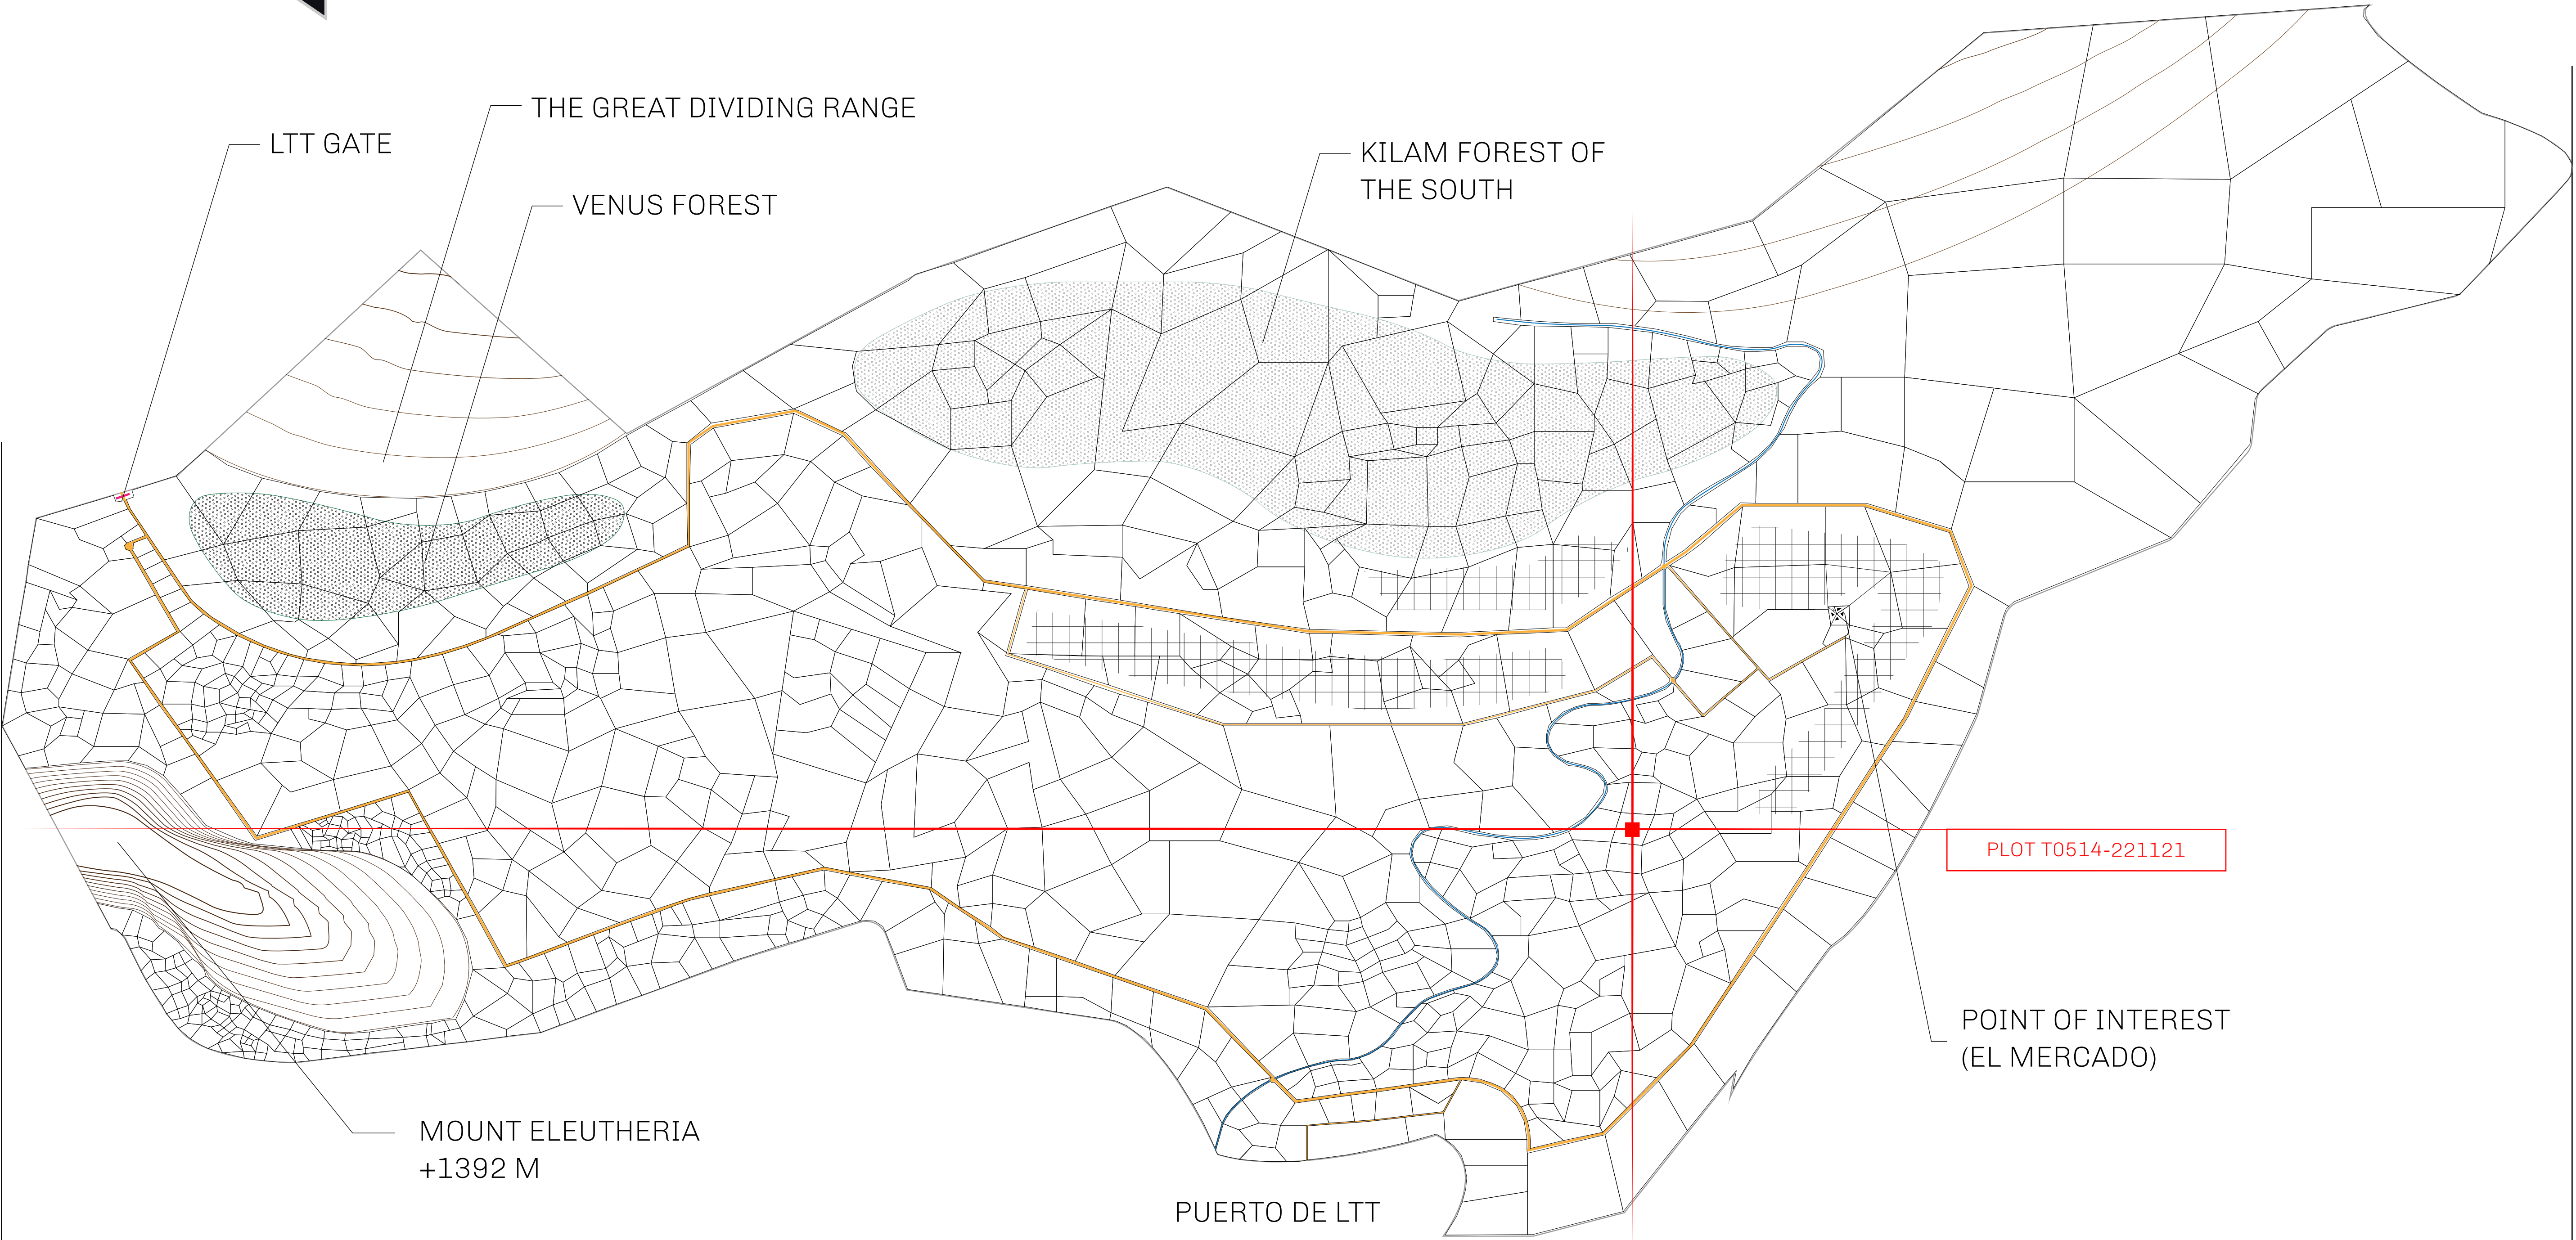 THE GREAT DIVIDING RANGE
LTT GATE
VENUS FOREST
KILAM FOREST OF
THE SOUTH
PLOT T0514-221121
POINT OF INTEREST
(EL MERCADO)
MOUNT ELEUTHERIA
+1392 M
PUERTO DE LTT